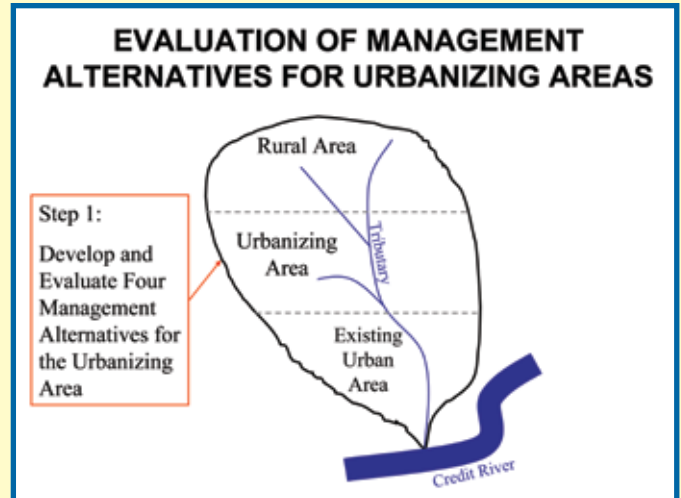 EVALUATION OF MANAGEMENT
ALTERNATIVES FOR URBANIZING AREAS
Rural Area
Step 1:
Develop and
Evaluate Four
Management
Alternatives for
the Urbanizing
Area
Urbanizing
Area
Tributary
Existing
Urban
Area
Credit River